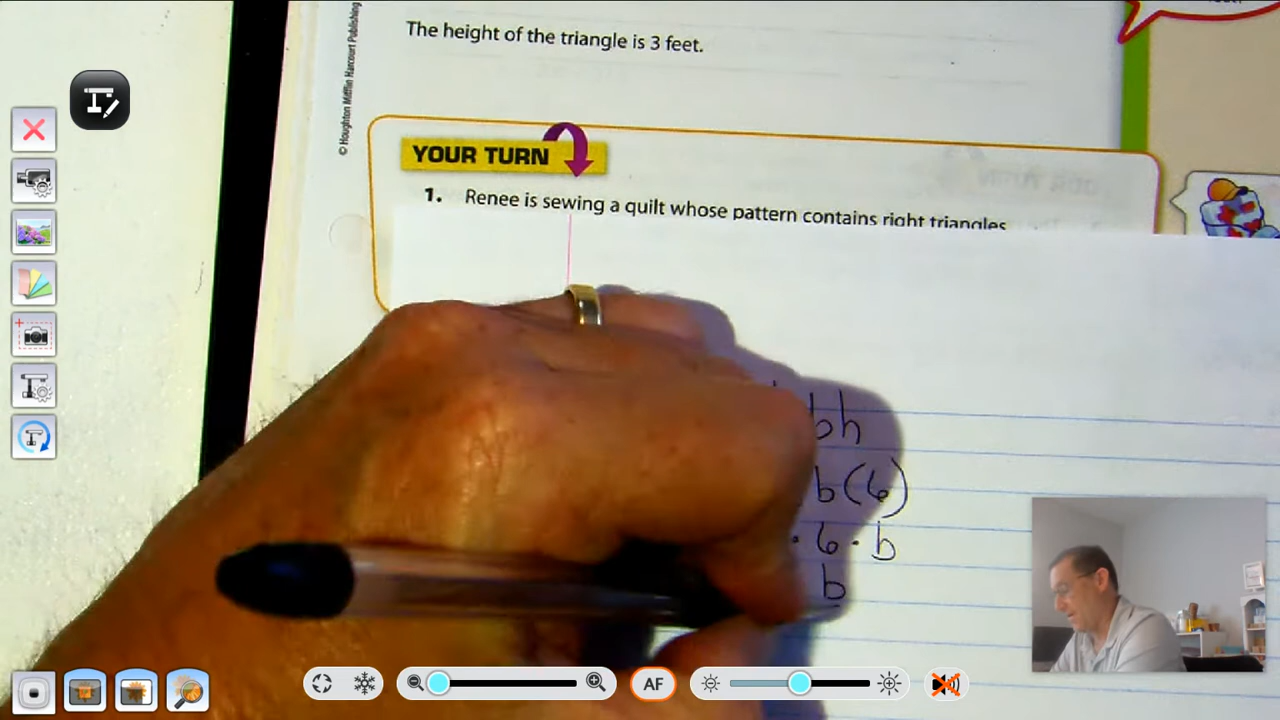 The height of the triangle is 3 feet.
© Houghton Mifflin Harcourt Publishing
YOUR TURN
1. Renee is sewing a quilt whose pattern contains right triangles
bh
b(6)
· 6 · b
b
AF